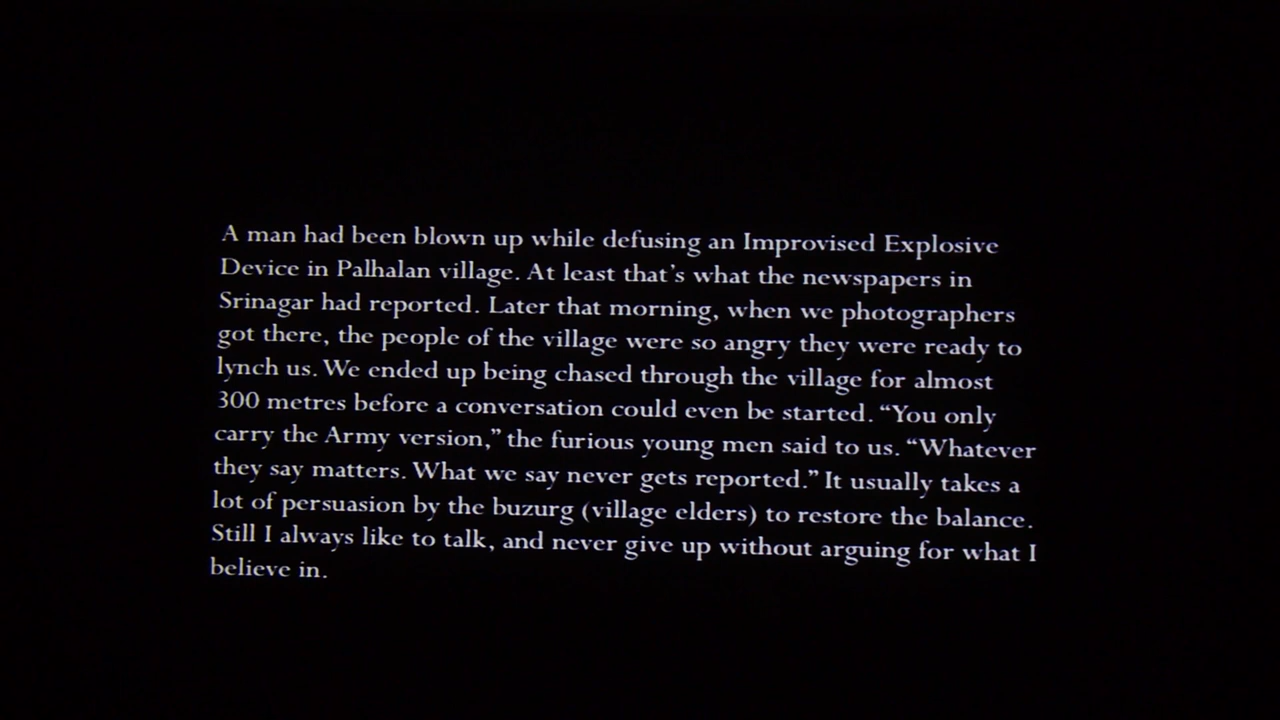 A man had been blown up while defusing an Improvised Explosive
Device in Palhalan village. At least that's what the newspapers in
Srinagar had reported. Later that morning, when we photographers
got there, the people of the village were so angry they were ready to
lynch us. We ended up being chased through the village for almost
300 metres before a conversation could even be started. “You only
carry the Army version,” the furious young men said to us. “Whatever
they say matters. What we say never gets reported.” It usually takes a
lot of persuasion by the buzurg (village elders) to restore the balance.
Still I always like to talk, and never give up without arguing for what I
believe in.